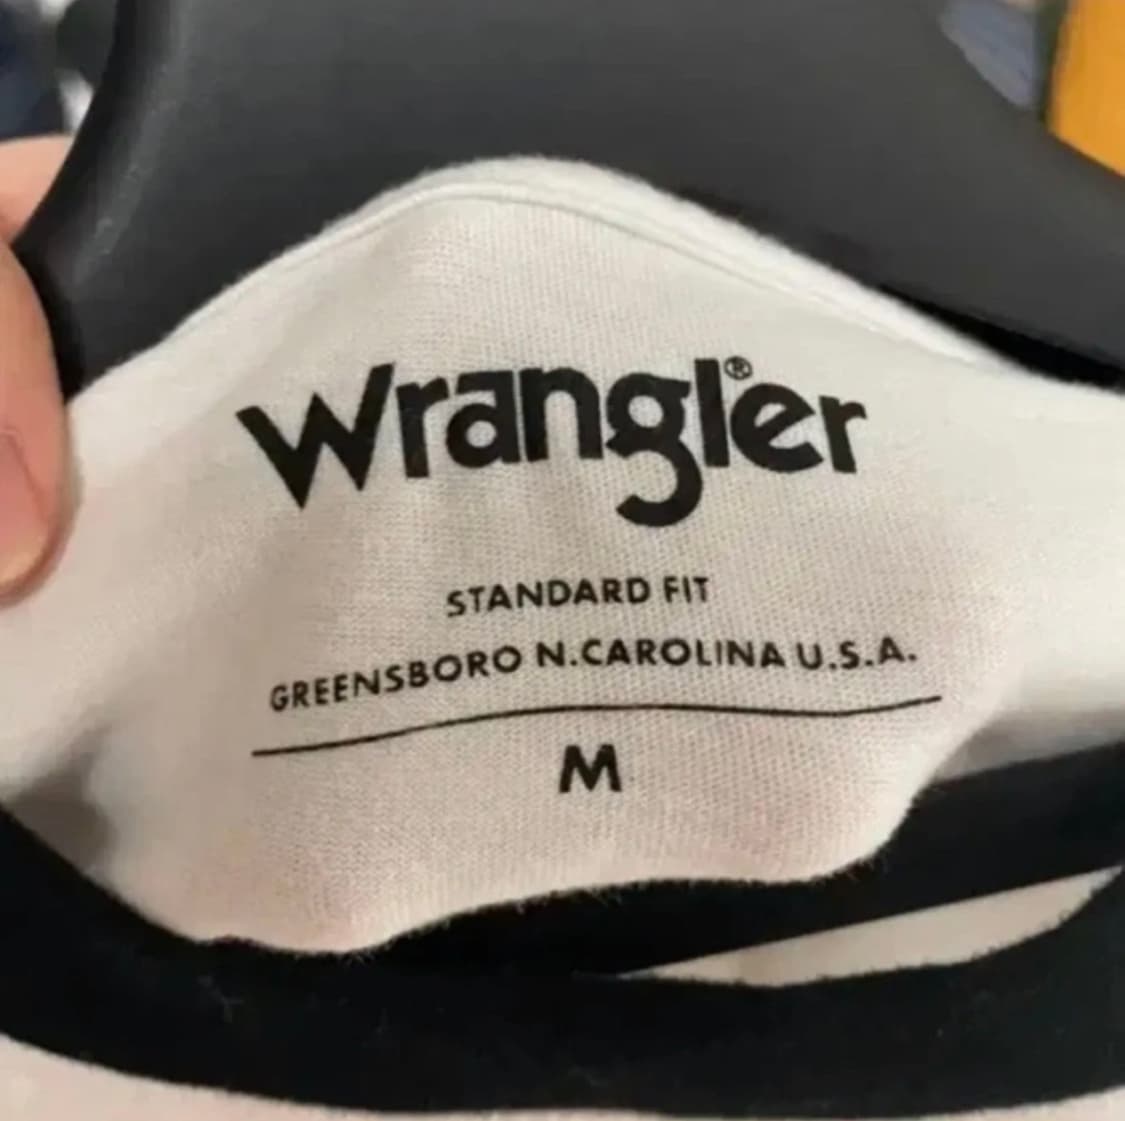 Wrangler®
STANDARD FIT
GREENSBORO N.CAROLINA U.S.A.
M